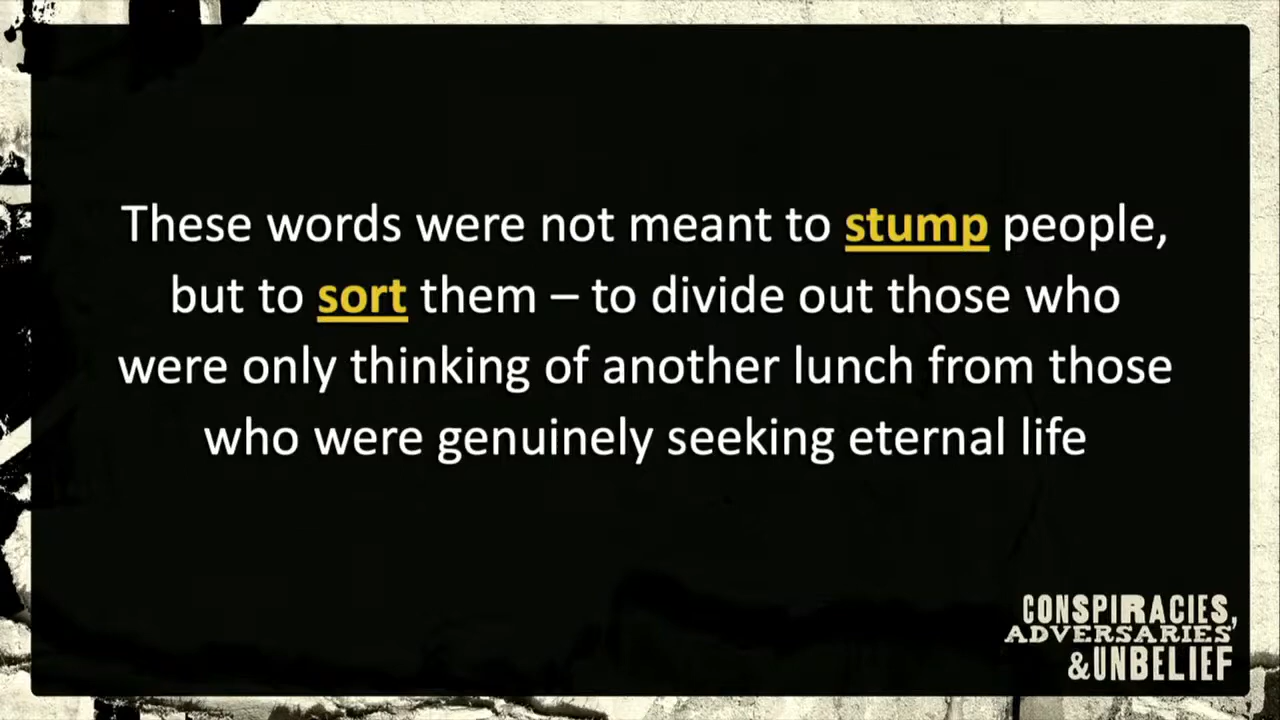 These words were not meant to stump people,
but to sort them – to divide out those who
were only thinking of another lunch from those
who were genuinely seeking eternal life
CONSPIRACIES,
ADVERSARIES
&UNBELIEF